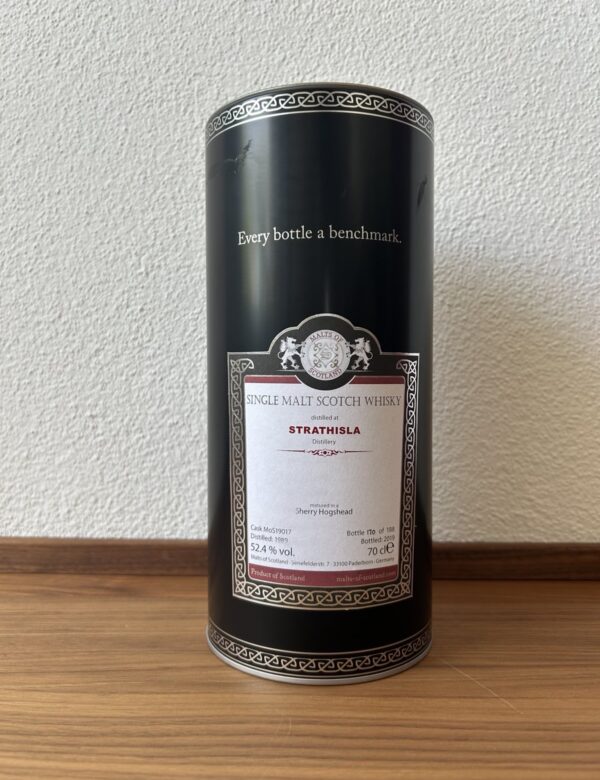 Every bottle a benchmark.
MALTS OF
SCOTLAND
SINGLE MALT SCOTCH WHISKY
distilled at
STRATHISLA
Distillery
matured in a
Sherry Hogshead
Cask MoS19017 Bottle of 188
Distilled: 1989 Bottled: 2019
52.4 % vol. 70 cl℮
Malts of Scotland · Senefelderstr. 7 · 33100 Paderborn · Germany
Product of Scotland malts-of-scotland.com